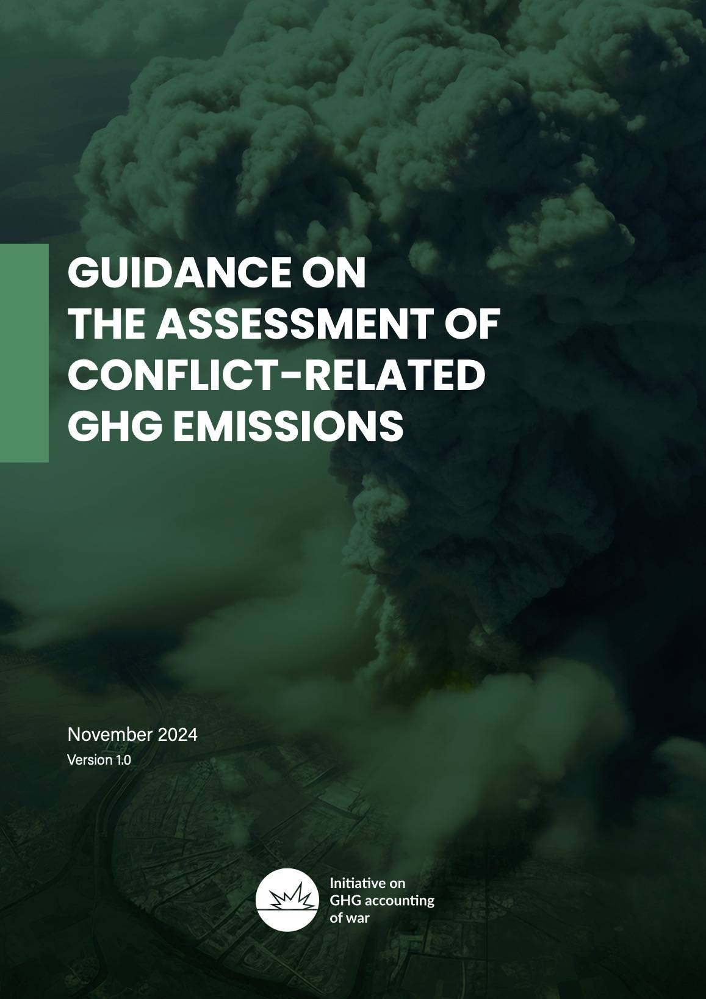 GUIDANCE ON
THE ASSESSMENT OF
CONFLICT-RELATED
GHG EMISSIONS
November 2024
Version 1.0
Initiative on
GHG accounting
of war